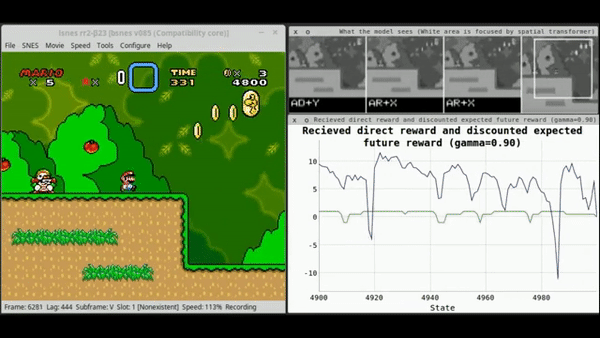 lsnes rr2-β23 [bsnes v085 (Compatibility core)]
File SNES Movie Speed Tools Configure Help
MARIO TIME
x 5 x 0 331 x 3
4800
Frame: 6281 Lag: 444 Subframe: V Slot: 1 [Nonexistent] Speed: 113% Recording
What the model sees (White area is focused by spatial transformer)
AD+Y AR+X AR+X
Recieved direct reward and discounted expected future reward (gamma=0.90)
Recieved direct reward and discounted expected
future reward (gamma=0.90)
10
5
0
-5
-10
4900 4920 4940 4960 4980
State